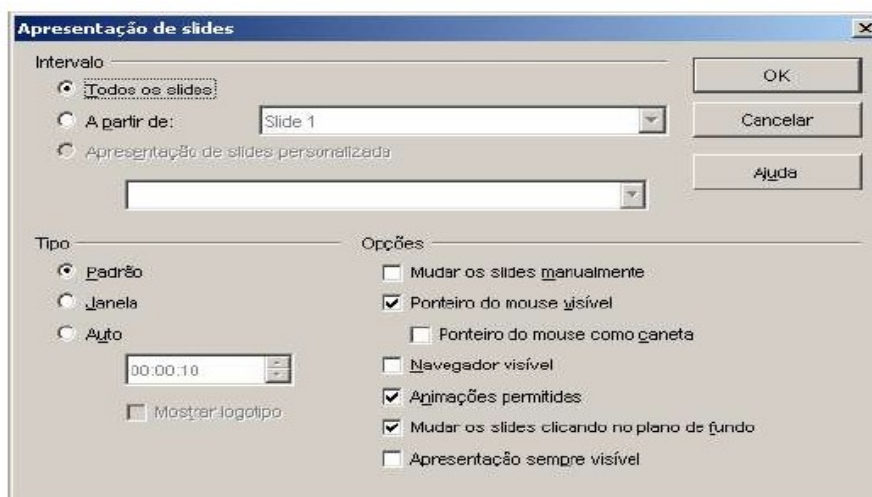 Apresentação de slides
Intervalo
Todos os slides
A partir de:
Slide 1
Apresentação de slides personalizada
OK
Cancelar
Ajuda
Tipo
Padrão
Janela
Auto
00:00:10
Mostrar logotipo
Opções
Mudar os slides manualmente
Ponteiro do mouse visível
Ponteiro do mouse como caneta
Navegador visível
Animações permitidas
Mudar os slides clicando no plano de fundo
Apresentação sempre visível